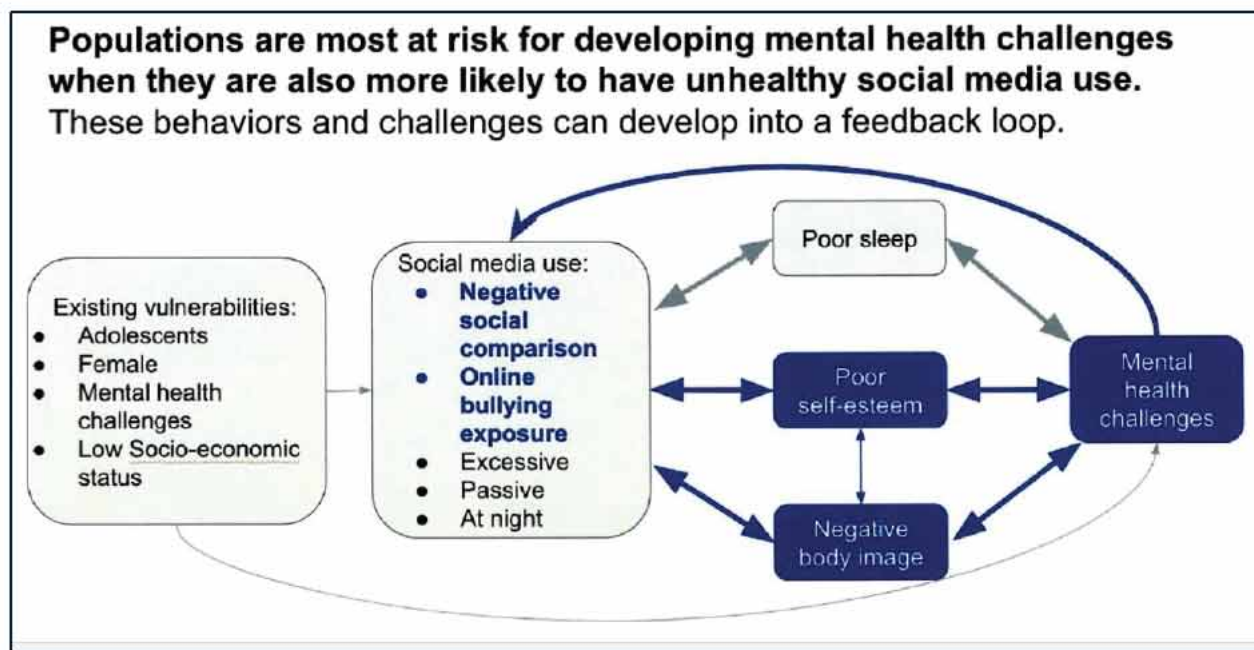 Populations are most at risk for developing mental health challenges
when they are also more likely to have unhealthy social media use.
These behaviors and challenges can develop into a feedback loop.
Existing vulnerabilities:
● Adolescents
● Female
● Mental health
challenges
● Low Socio-economic
status
Social media use:
● Negative
social
comparison
● Online
bullying
exposure
● Excessive
● Passive
● At night
Poor sleep
Poor
self-esteem
Negative
body image
Mental
health
challenges